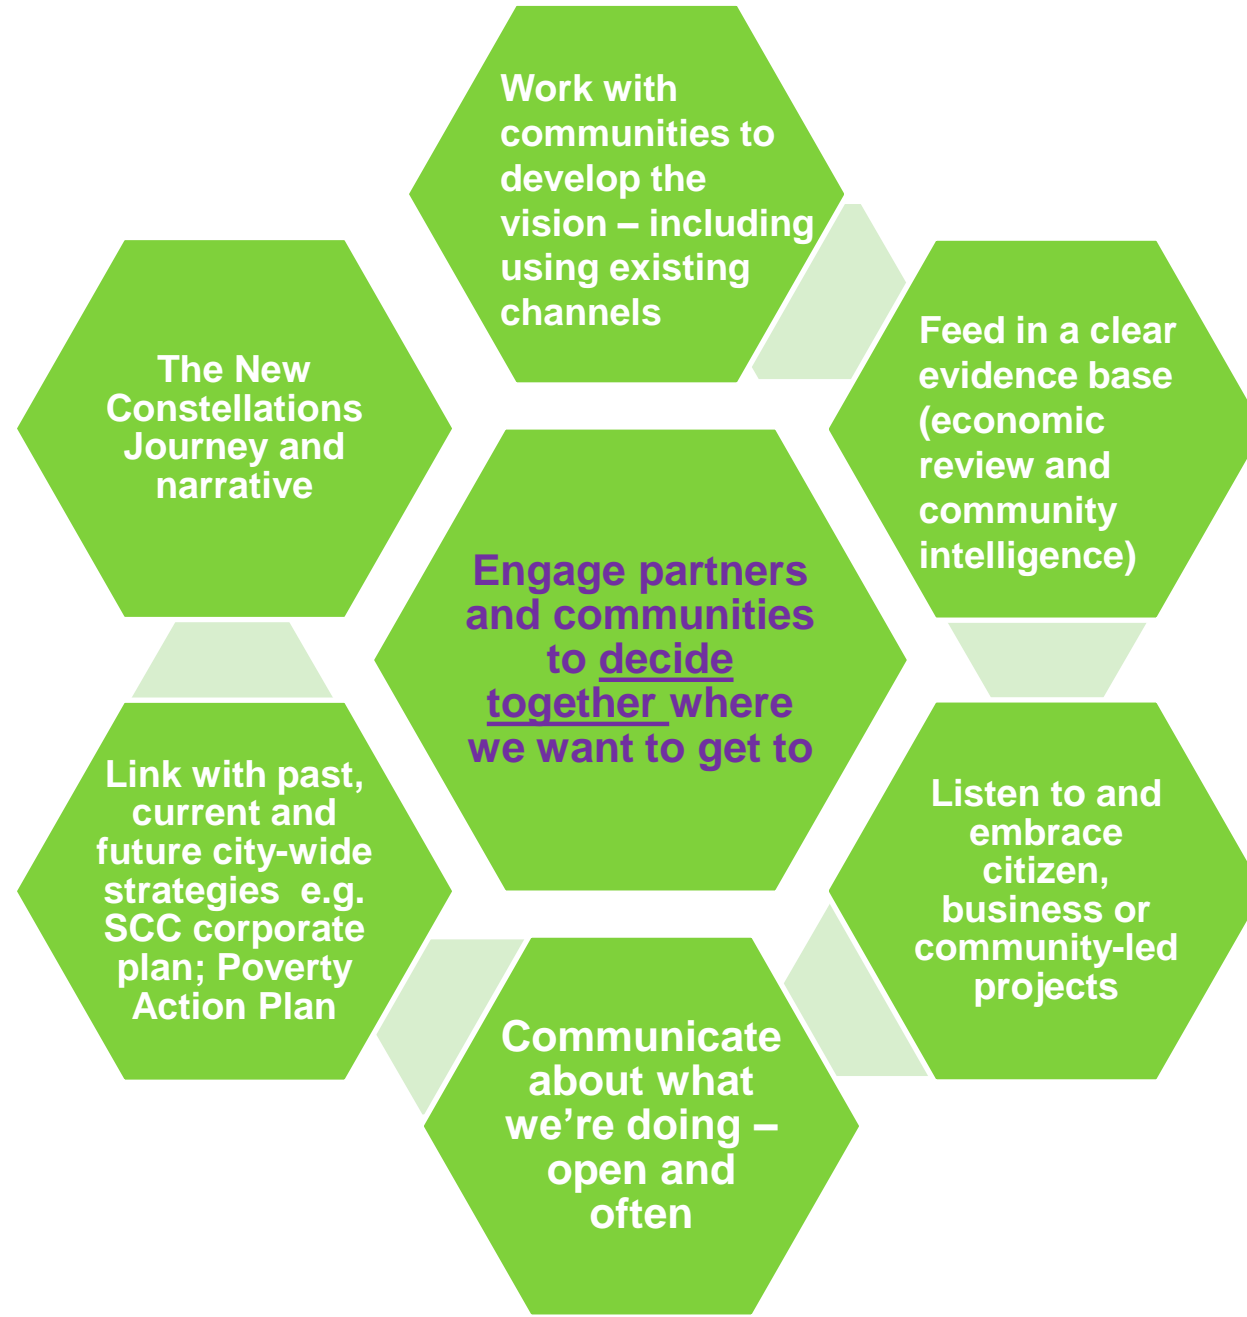 Work with
communities to
develop the
vision – including
using existing
channels
Feed in a clear
evidence base
(economic
review and
community
intelligence)
Listen to and
embrace
citizen,
business or
community-led
projects
Communicate
about what
we’re doing –
open and
often
Link with past,
current and
future city-wide
strategies  e.g.
SCC corporate
plan; Poverty
Action Plan
The New
Constellations
Journey and
narrative
Engage partners
and communities
to decide
together where
we want to get to